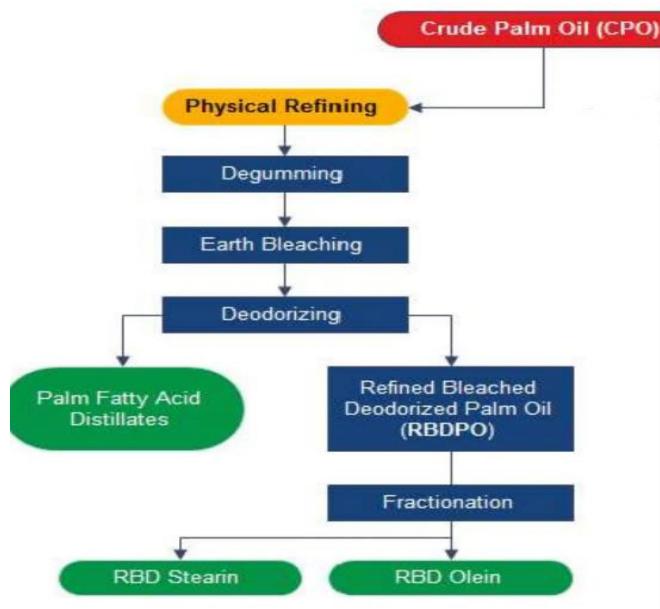 Crude Palm Oil (CPO)
Physical Refining
Degumming
Earth Bleaching
Deodorizing
Palm Fatty Acid
Distillates
Refined Bleached
Deodorized Palm Oil
(RBDPO)
Fractionation
RBD Stearin
RBD Olein